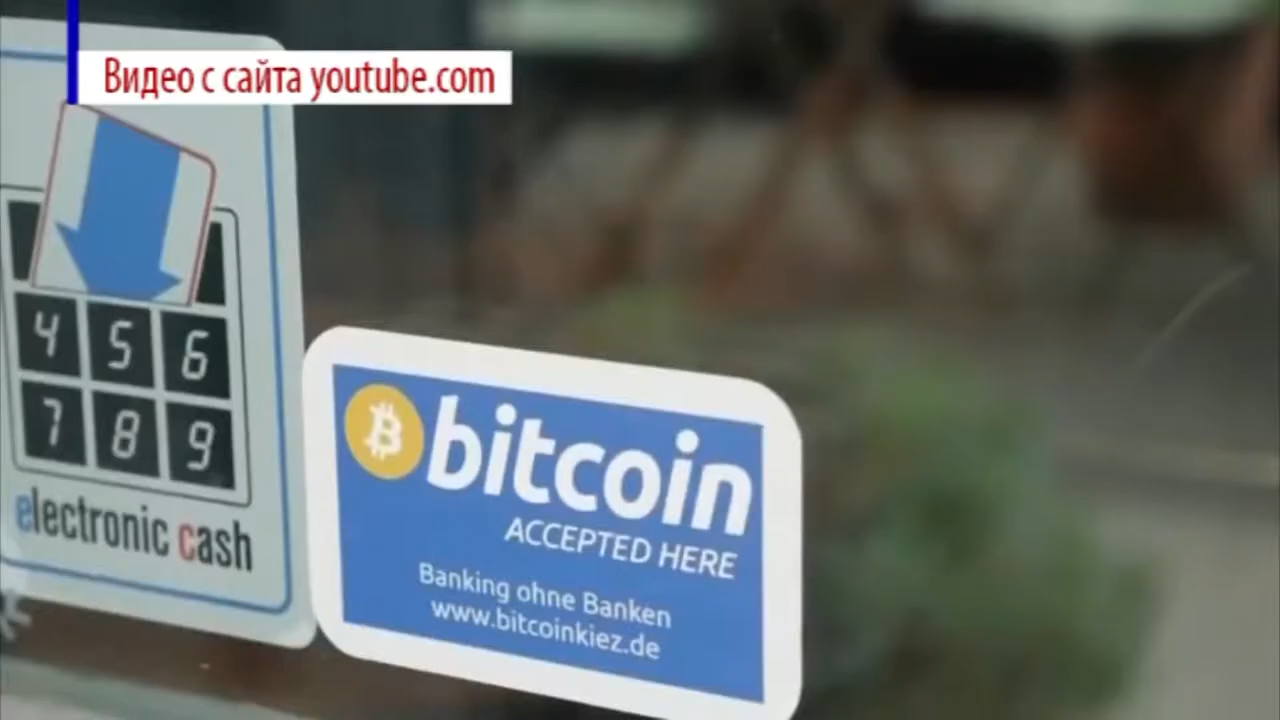 Видео с сайта youtube.com
4 5 6
7 8 9
electronic cash
bitcoin
ACCEPTED HERE
Banking ohne Banken
www.bitcoinkiez.de